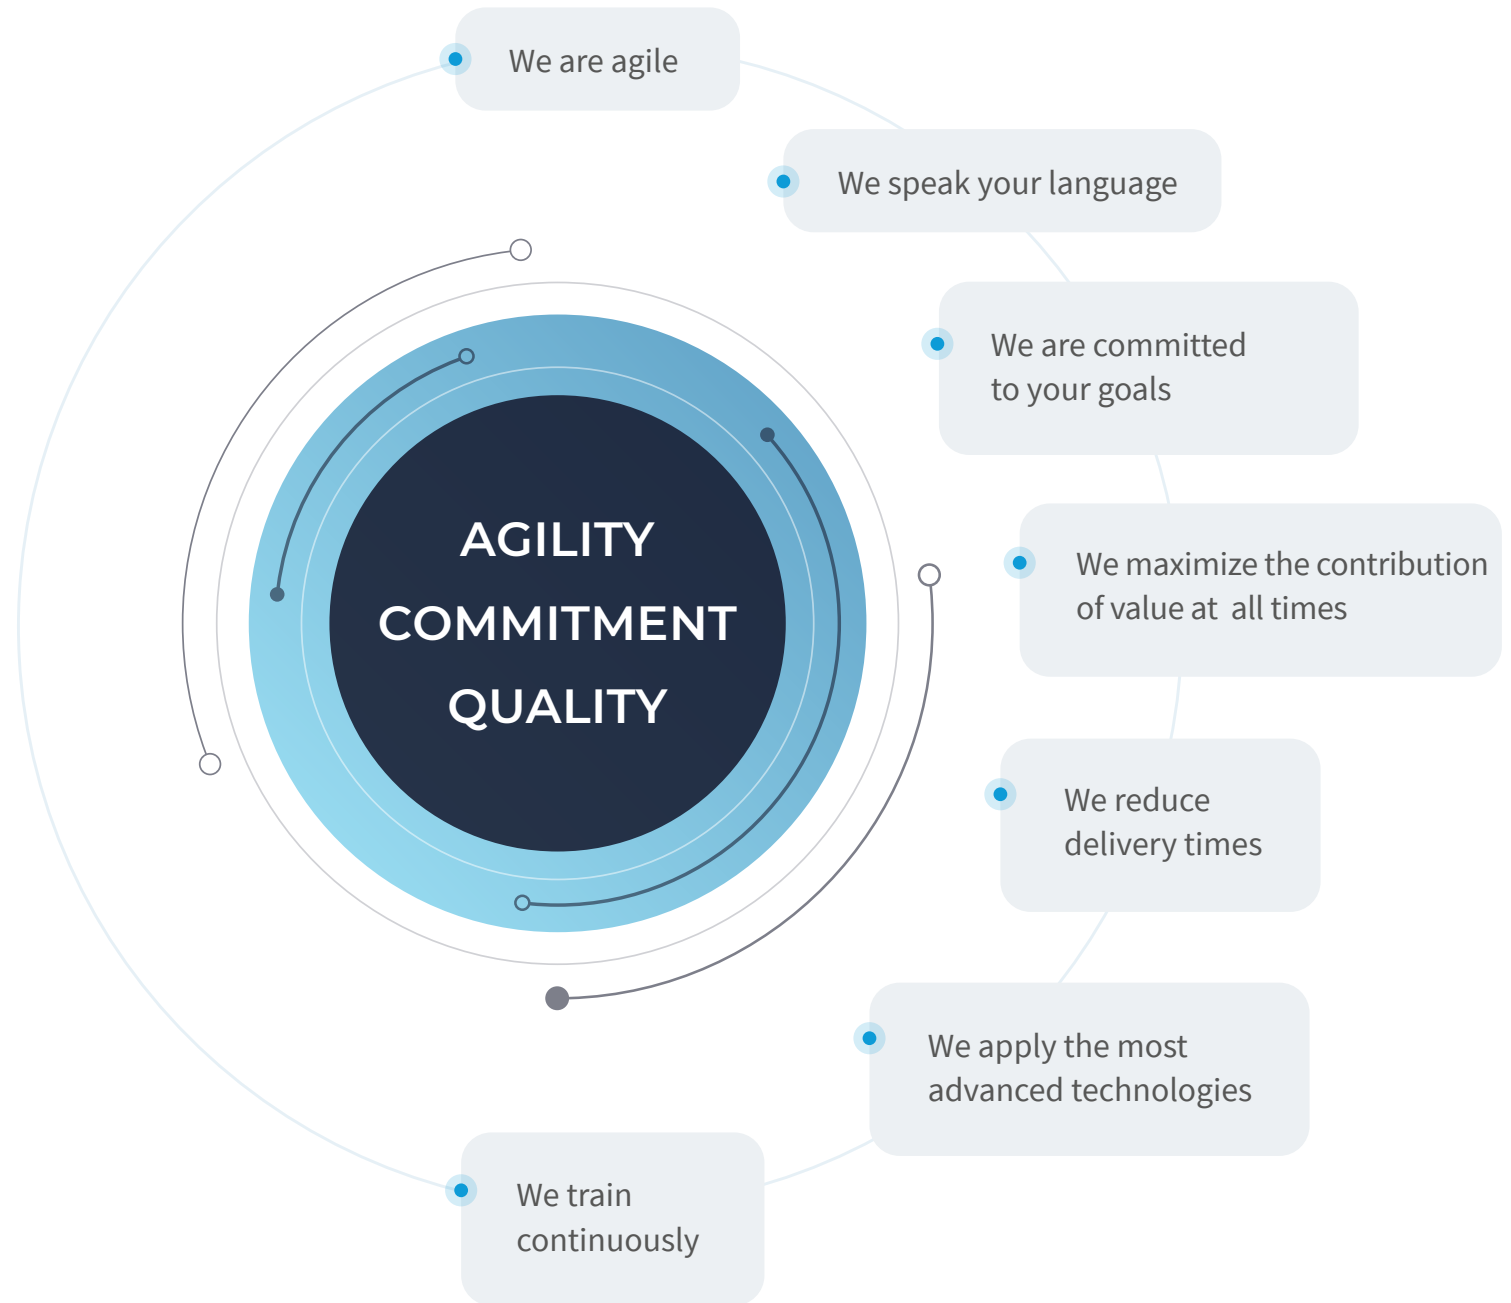 We are agile
We speak your language
We are committed
to your goals
We maximize the contribution
of value at  all times
We reduce
delivery times
We apply the most
advanced technologies
We train
continuously
AGILITY
COMMITMENT
QUALITY